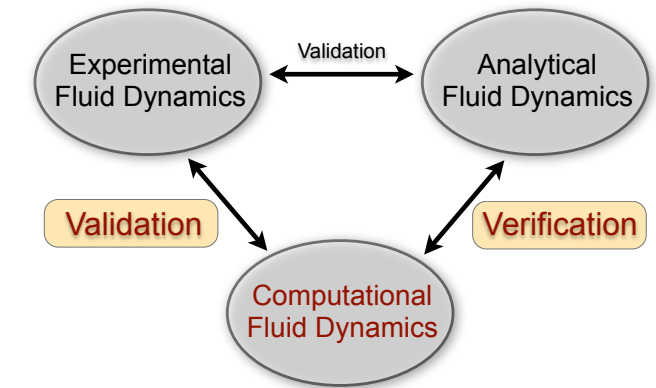 Experimental
Fluid Dynamics
Validation
Analytical
Fluid Dynamics
Validation
Verification
Computational
Fluid Dynamics